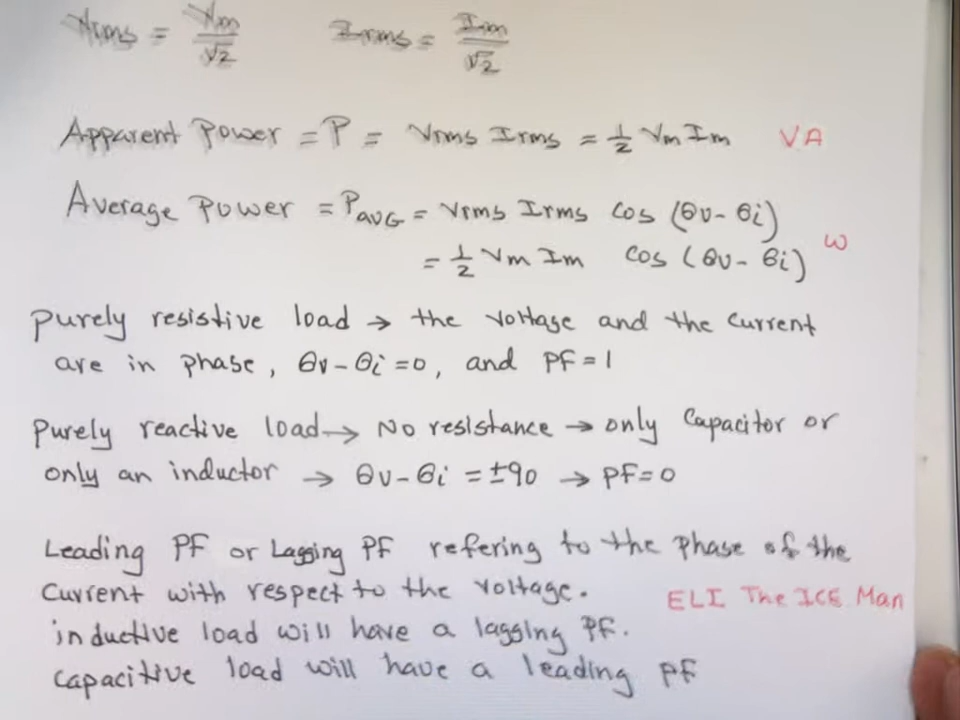 Vrms = Vm/√2 Irms = Im/√2
Apparent Power = P = Vrms Irms = 1/2 Vm Im VA
Average Power = PAVG = Vrms Irms cos (θv - θi)
= 1/2 Vm Im cos (θv - θi) W
Purely resistive load → the voltage and the current
are in phase, θv - θi = 0, and PF = 1
Purely reactive load → No resistance → only capacitor or
only an inductor → θv - θi = ±90 → PF = 0
Leading PF or Lagging PF refering to the phase of the
current with respect to the voltage.
ELI The ICE Man
inductive load will have a lagging PF.
capacitive load will have a leading PF